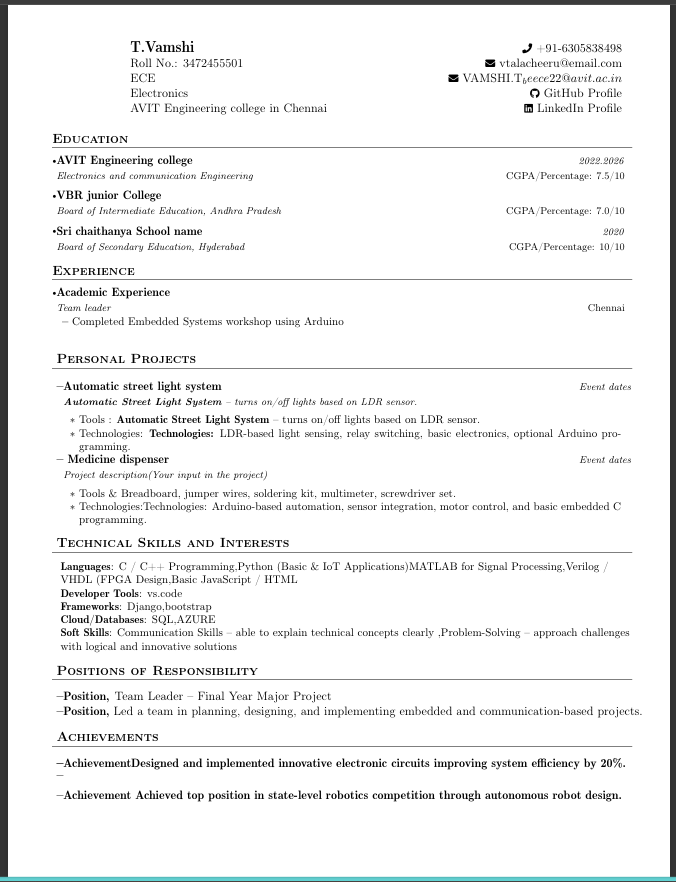 T.Vamshi
+91-6305838498
Roll No.: 3472455501
vtalacheeru@email.com
ECE
VAMSHI.T_beece22@avit.ac.in
Electronics
GitHub Profile
AVIT Engineering college in Chennai
LinkedIn Profile
EDUCATION
•AVIT Engineering college 2022.2026
Electronics and communication Engineering CGPA/Percentage: 7.5/10
•VBR junior College
Board of Intermediate Education, Andhra Pradesh CGPA/Percentage: 7.0/10
•Sri chaithanya School name 2020
Board of Secondary Education, Hyderabad CGPA/Percentage: 10/10
EXPERIENCE
•Academic Experience
Team leader Chennai
– Completed Embedded Systems workshop using Arduino
PERSONAL PROJECTS
–Automatic street light system Event dates
Automatic Street Light System – turns on/off lights based on LDR sensor.
* Tools : Automatic Street Light System – turns on/off lights based on LDR sensor.
* Technologies: Technologies: LDR-based light sensing, relay switching, basic electronics, optional Arduino pro-
gramming.
– Medicine dispenser Event dates
Project description(Your input in the project)
* Tools & Breadboard, jumper wires, soldering kit, multimeter, screwdriver set.
* Technologies:Technologies: Arduino-based automation, sensor integration, motor control, and basic embedded C
programming.
TECHNICAL SKILLS AND INTERESTS
Languages: C / C++ Programming,Python (Basic & IoT Applications)MATLAB for Signal Processing,Verilog /
VHDL (FPGA Design,Basic JavaScript / HTML
Developer Tools: vs.code
Frameworks: Django,bootstrap
Cloud/Databases: SQL,AZURE
Soft Skills: Communication Skills – able to explain technical concepts clearly ,Problem-Solving – approach challenges
with logical and innovative solutions
POSITIONS OF RESPONSIBILITY
–Position, Team Leader – Final Year Major Project
–Position, Led a team in planning, designing, and implementing embedded and communication-based projects.
ACHIEVEMENTS
–AchievementDesigned and implemented innovative electronic circuits improving system efficiency by 20%.
–
–Achievement Achieved top position in state-level robotics competition through autonomous robot design.